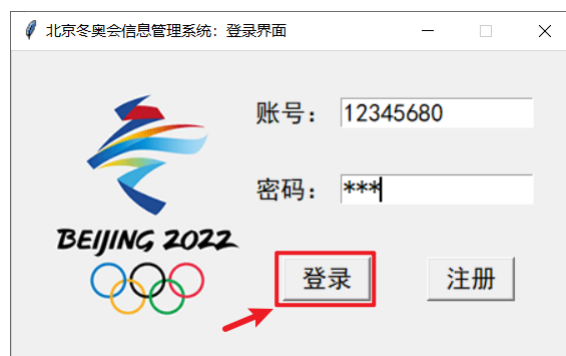 北京冬奥会信息管理系统：登录界面
账号： 12345680
密码： ***
BEIJING 2022
登录 注册